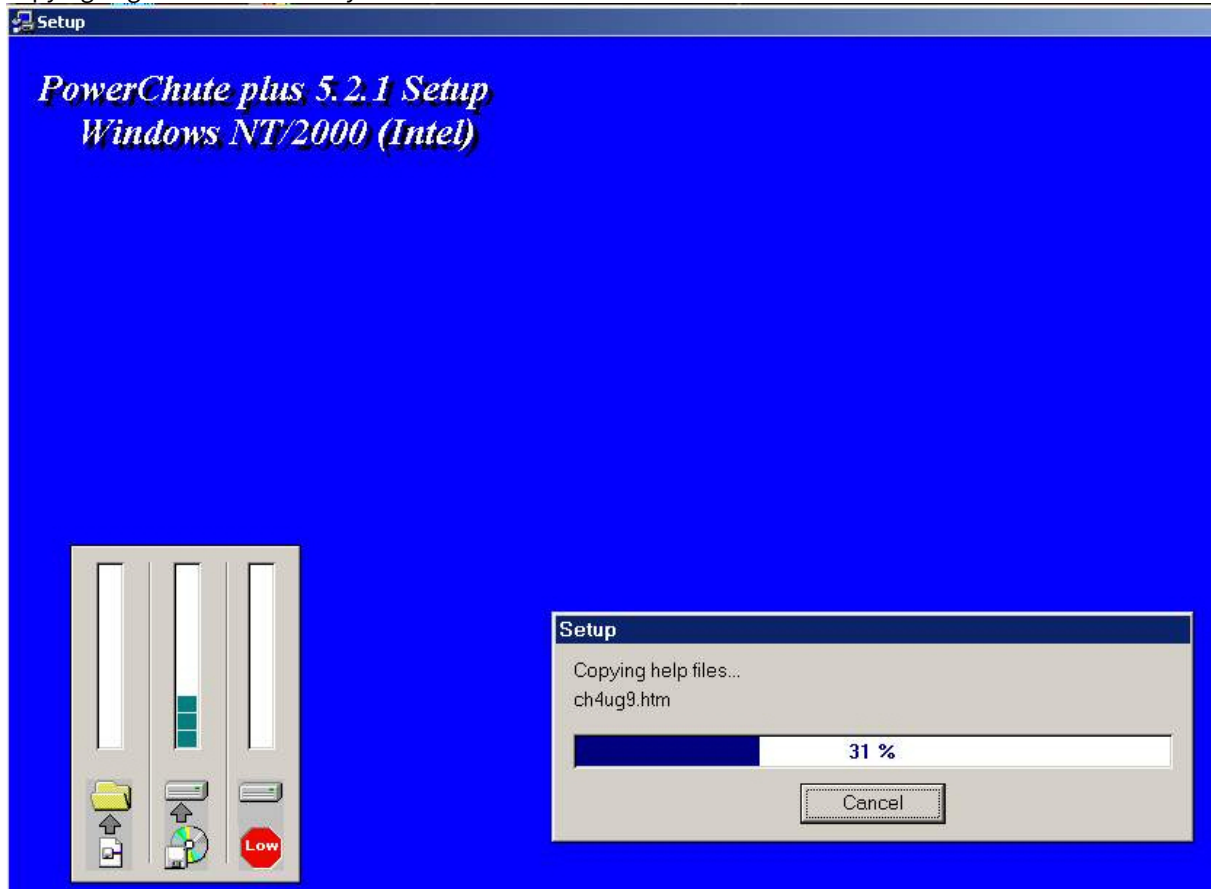 Setup
PowerChute plus 5.2.1 Setup
Windows NT/2000 (Intel)
Setup
Copying help files...
ch4ug9.htm
31 %
Cancel
Low